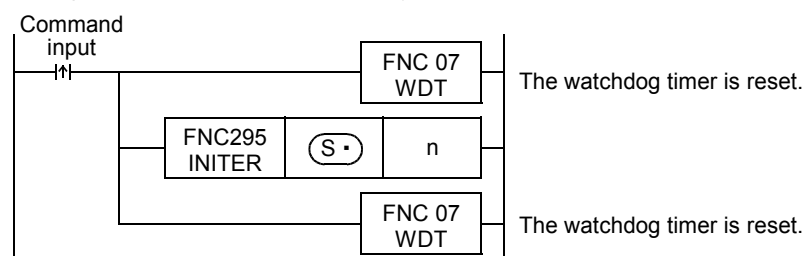 Command
input
FNC 07
WDT
The watchdog timer is reset.
FNC295
INITER
S・
n
FNC 07
WDT
The watchdog timer is reset.